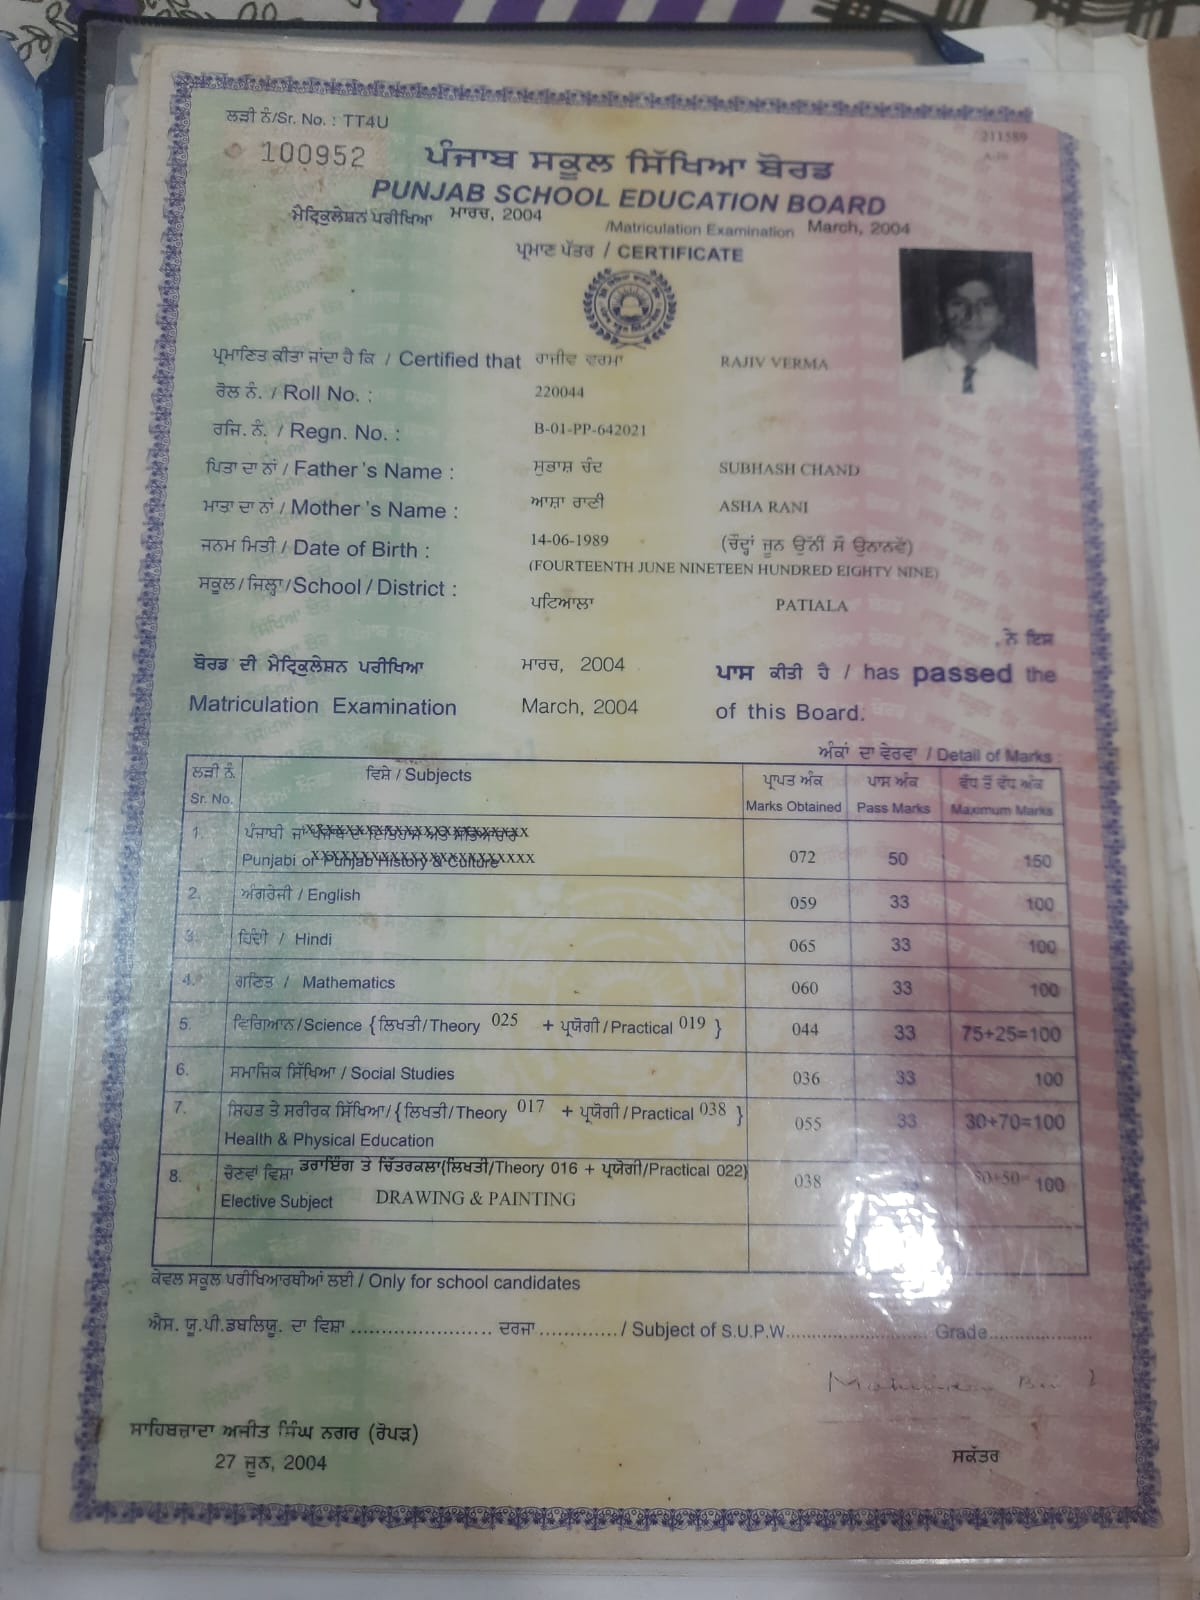 ਲੜੀ ਨੰ/Sr. No. : TT4U
211589
100952
ਪੰਜਾਬ ਸਕੂਲ ਸਿੱਖਿਆ ਬੋਰਡ
PUNJAB SCHOOL EDUCATION BOARD
ਮੈਟ੍ਰਿਕੁਲੇਸ਼ਨ ਪਰੀਖਿਆ ਮਾਰਚ, 2004 /Matriculation Examination March, 2004
ਪ੍ਰਮਾਣ ਪੱਤਰ / CERTIFICATE
ਪ੍ਰਮਾਣਿਤ ਕੀਤਾ ਜਾਂਦਾ ਹੈ ਕਿ / Certified that ਰਾਜੀਵ ਵਰਮਾ RAJIV VERMA
ਰੋਲ ਨੰ. / Roll No. : 220044
ਰਜਿ. ਨੰ. / Regn. No. : B-01-PP-642021
ਪਿਤਾ ਦਾ ਨਾਂ / Father 's Name : ਸੁਭਾਸ਼ ਚੰਦ SUBHASH CHAND
ਮਾਤਾ ਦਾ ਨਾਂ / Mother 's Name : ਆਸ਼ਾ ਰਾਣੀ ASHA RANI
ਜਨਮ ਮਿਤੀ / Date of Birth : 14-06-1989 (ਚੌਦ੍ਹਾਂ ਜੂਨ ਉੱਨੀ ਸੌ ਉਨਾਨਵੇਂ)
(FOURTEENTH JUNE NINETEEN HUNDRED EIGHTY NINE)
ਸਕੂਲ / ਜਿਲ੍ਹਾ / School / District :
ਪਟਿਆਲਾ PATIALA
, ਨੇ ਇਸ
ਬੋਰਡ ਦੀ ਮੈਟ੍ਰਿਕੁਲੇਸ਼ਨ ਪਰੀਖਿਆ ਮਾਰਚ, 2004 ਪਾਸ ਕੀਤੀ ਹੈ / has passed the
Matriculation Examination March, 2004 of this Board.
ਅੰਕਾਂ ਦਾ ਵੇਰਵਾ / Detail of Marks :
ਲੜੀ ਨੰ. ਵਿਸ਼ੇ / Subjects ਪ੍ਰਾਪਤ ਅੰਕ ਪਾਸ ਅੰਕ ਵੱਧ ਤੋਂ ਵੱਧ ਅੰਕ
Sr. No. Marks Obtained Pass Marks Maximum Marks
1. ਪੰਜਾਬੀ ਜਾਂ ਪੰਜਾਬ ਦਾ ਇਤਿਹਾਸ ਅਤੇ ਸਭਿਆਚਾਰ
Punjabi or Punjab History & Culture 072 50 150
2. ਅੰਗਰੇਜੀ / English 059 33 100
3. ਹਿੰਦੀ / Hindi 065 33 100
4. ਗਣਿਤ / Mathematics 060 33 100
5. ਵਿਗਿਆਨ/Science {ਲਿਖਤੀ/Theory 025 + ਪ੍ਰਯੋਗੀ/Practical 019 } 044 33 75+25=100
6. ਸਮਾਜਿਕ ਸਿੱਖਿਆ / Social Studies 036 33 100
7. ਸਿਹਤ ਤੇ ਸਰੀਰਕ ਸਿੱਖਿਆ/{ਲਿਖਤੀ/Theory 017 + ਪ੍ਰਯੋਗੀ/Practical 038 } 055 33 30+70=100
Health & Physical Education
8. ਚੋਣਵਾਂ ਵਿਸ਼ਾ ਡਰਾਇੰਗ ਤੇ ਚਿੱਤਰਕਲਾ(ਲਿਖਤੀ/Theory 016 + ਪ੍ਰਯੋਗੀ/Practical 022) 038 100
Elective Subject DRAWING & PAINTING
ਕੇਵਲ ਸਕੂਲ ਪਰੀਖਿਆਰਥੀਆਂ ਲਈ / Only for school candidates
ਐਸ. ਯੂ.ਪੀ.ਡਬਲਿਯੂ. ਦਾ ਵਿਸ਼ਾ ........................ ਦਰਜਾ ............. / Subject of S.U.P.W........................ Grade..................
ਸਾਹਿਬਜ਼ਾਦਾ ਅਜੀਤ ਸਿੰਘ ਨਗਰ (ਰੋਪੜ)
27 ਜੂਨ, 2004 ਸਕੱਤਰ